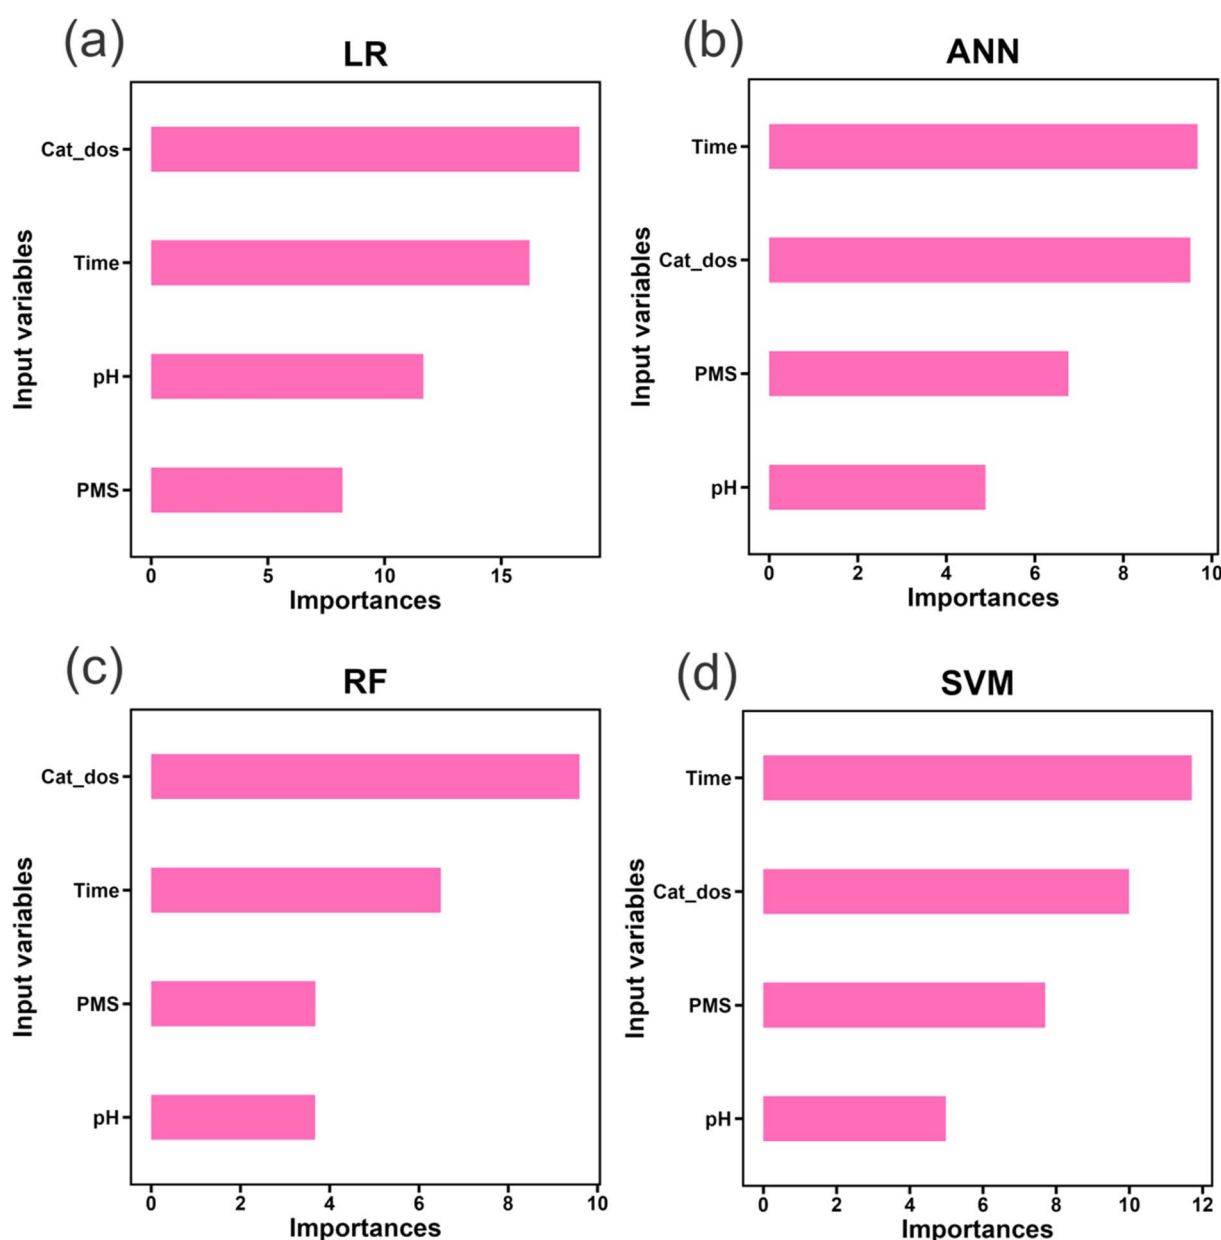 (a)
LR
Cat_dos
Time
pH
PMS
Input variables
0 5 10 15
Importances
(b)
ANN
Time
Cat_dos
PMS
pH
Input variables
0 2 4 6 8 10
Importances
(c)
RF
Cat_dos
Time
PMS
pH
Input variables
0 2 4 6 8 10
Importances
(d)
SVM
Time
Cat_dos
PMS
pH
Input variables
0 2 4 6 8 10 12
Importances